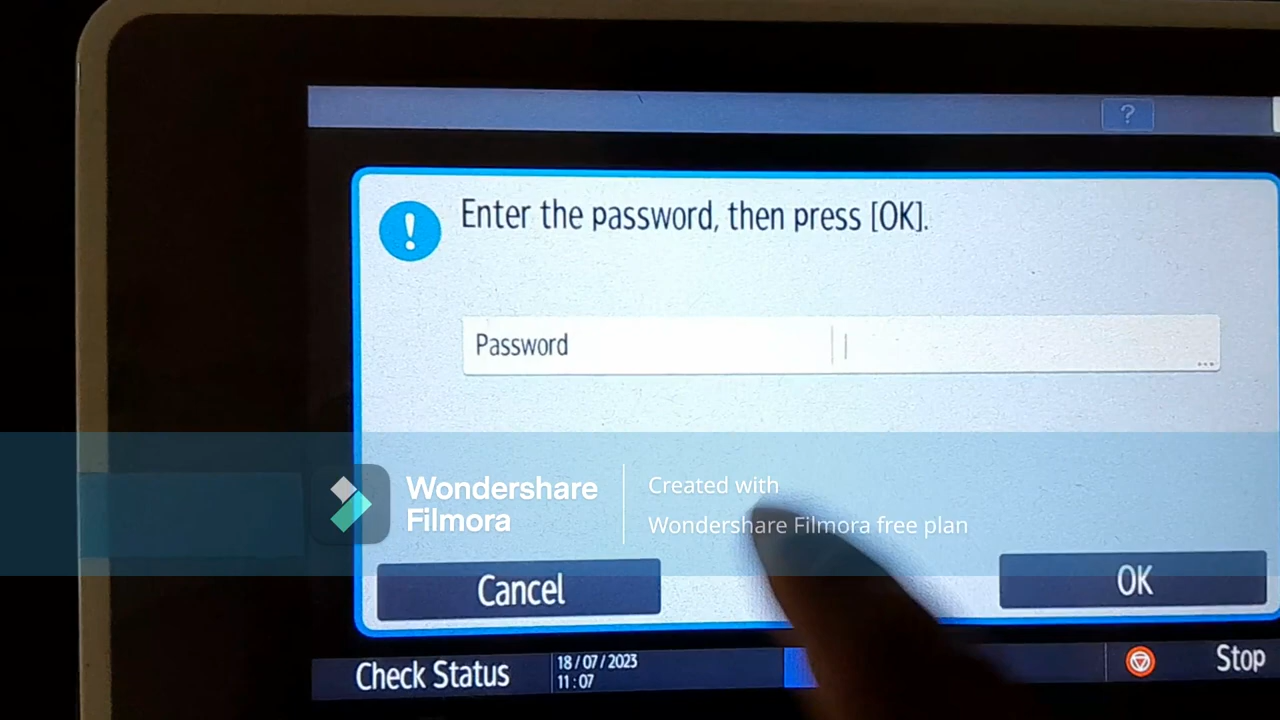 ?
!
Enter the password, then press [OK].
Password
...
Wondershare
Filmora
Created with
Wondershare Filmora free plan
Cancel
OK
Check Status
18/07/2023
11:07
Stop